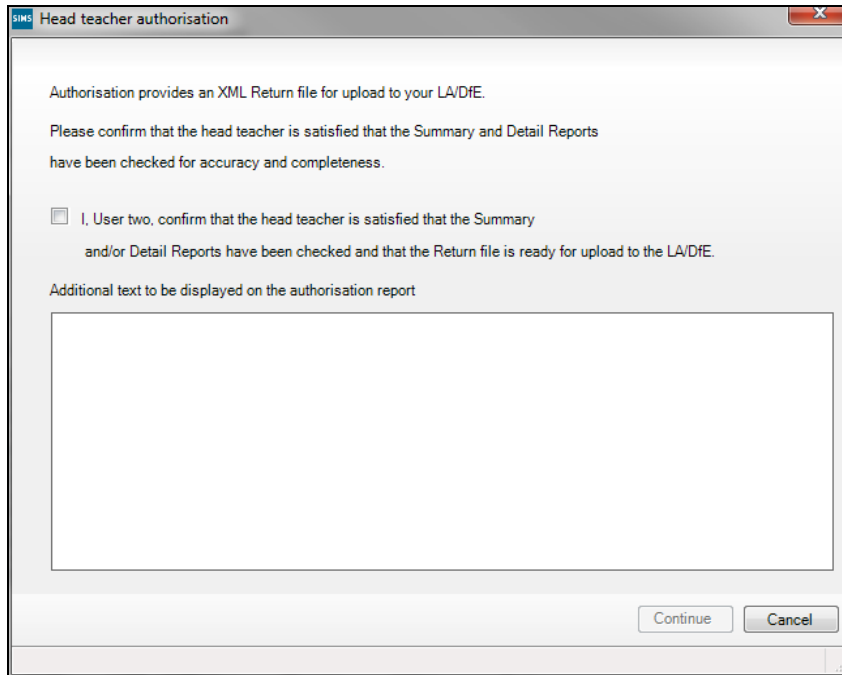 SIMS Head teacher authorisation
X
Authorisation provides an XML Return file for upload to your LA/DfE.
Please confirm that the head teacher is satisfied that the Summary and Detail Reports
have been checked for accuracy and completeness.
I, User two, confirm that the head teacher is satisfied that the Summary
and/or Detail Reports have been checked and that the Return file is ready for upload to the LA/DfE.
Additional text to be displayed on the authorisation report
Continue Cancel